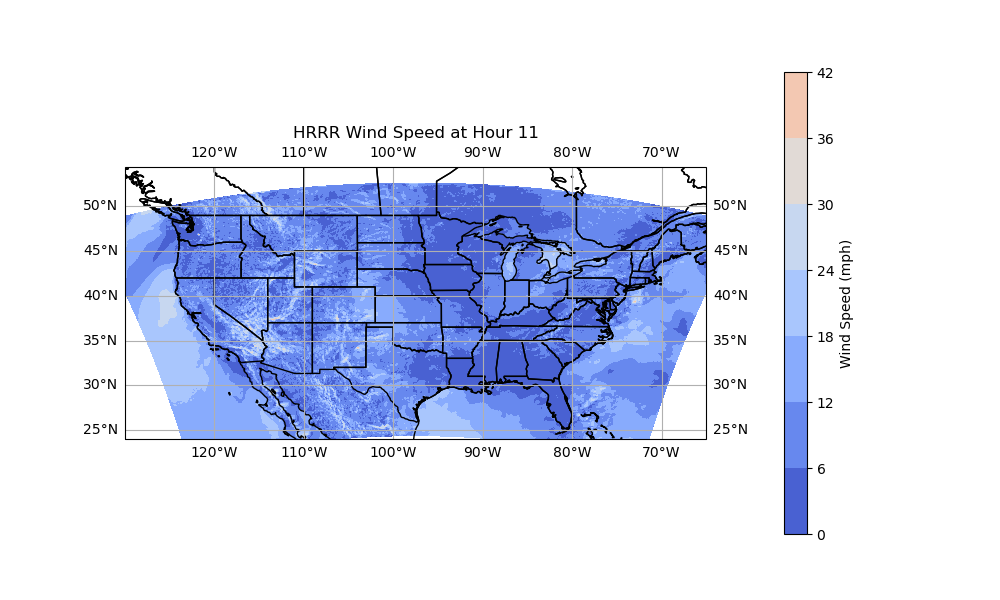 HRRR Wind Speed at Hour 11
120°W 110°W 100°W 90°W 80°W 70°W
50°N 50°N
45°N 45°N
40°N 40°N
35°N 35°N
30°N 30°N
25°N 25°N
120°W 110°W 100°W 90°W 80°W 70°W
42
36
30
24
18
12
6
0
Wind Speed (mph)